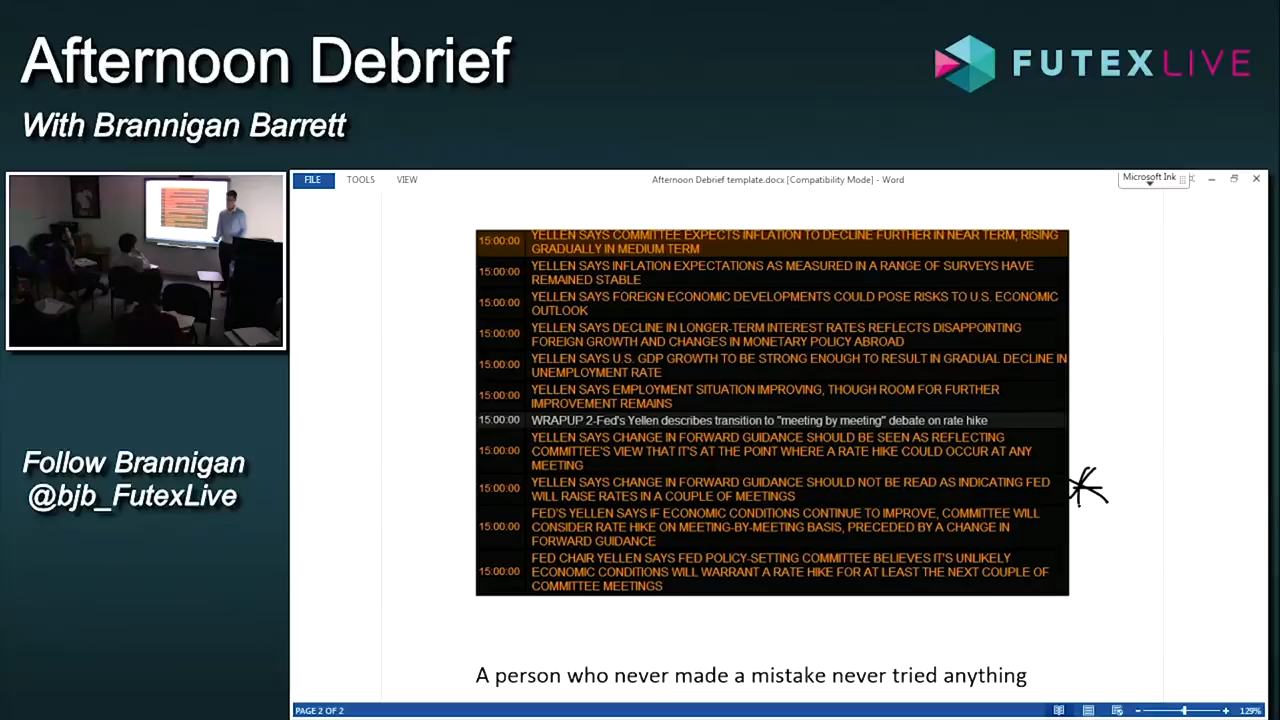 Afternoon Debrief
With Brannigan Barrett
FUTEXLIVE
FILE TOOLS VIEW
Afternoon Debrief template.docx [Compatibility Mode] - Word
Microsoft Ink
15:00:00 YELLEN SAYS COMMITTEE EXPECTS INFLATION TO DECLINE FURTHER IN NEAR TERM, RISING
GRADUALLY IN MEDIUM TERM
15:00:00 YELLEN SAYS INFLATION EXPECTATIONS AS MEASURED IN A RANGE OF SURVEYS HAVE
REMAINED STABLE
15:00:00 YELLEN SAYS FOREIGN ECONOMIC DEVELOPMENTS COULD POSE RISKS TO U.S. ECONOMIC
OUTLOOK
15:00:00 YELLEN SAYS DECLINE IN LONGER-TERM INTEREST RATES REFLECTS DISAPPOINTING
FOREIGN GROWTH AND CHANGES IN MONETARY POLICY ABROAD
15:00:00 YELLEN SAYS U.S. GDP GROWTH TO BE STRONG ENOUGH TO RESULT IN GRADUAL DECLINE IN
UNEMPLOYMENT RATE
15:00:00 YELLEN SAYS EMPLOYMENT SITUATION IMPROVING, THOUGH ROOM FOR FURTHER
IMPROVEMENT REMAINS
15:00:00 WRAPUP 2-Fed's Yellen describes transition to "meeting by meeting" debate on rate hike
15:00:00 YELLEN SAYS CHANGE IN FORWARD GUIDANCE SHOULD BE SEEN AS REFLECTING
COMMITTEE'S VIEW THAT IT'S AT THE POINT WHERE A RATE HIKE COULD OCCUR AT ANY
MEETING
15:00:00 YELLEN SAYS CHANGE IN FORWARD GUIDANCE SHOULD NOT BE READ AS INDICATING FED
WILL RAISE RATES IN A COUPLE OF MEETINGS
15:00:00 FED'S YELLEN SAYS IF ECONOMIC CONDITIONS CONTINUE TO IMPROVE, COMMITTEE WILL
CONSIDER RATE HIKE ON MEETING-BY-MEETING BASIS, PRECEDED BY A CHANGE IN
FORWARD GUIDANCE
15:00:00 FED CHAIR YELLEN SAYS FED POLICY-SETTING COMMITTEE BELIEVES IT'S UNLIKELY
ECONOMIC CONDITIONS WILL WARRANT A RATE HIKE FOR AT LEAST THE NEXT COUPLE OF
COMMITTEE MEETINGS
Follow Brannigan
@bjb_FutexLive
A person who never made a mistake never tried anything
PAGE 2 OF 2
129%